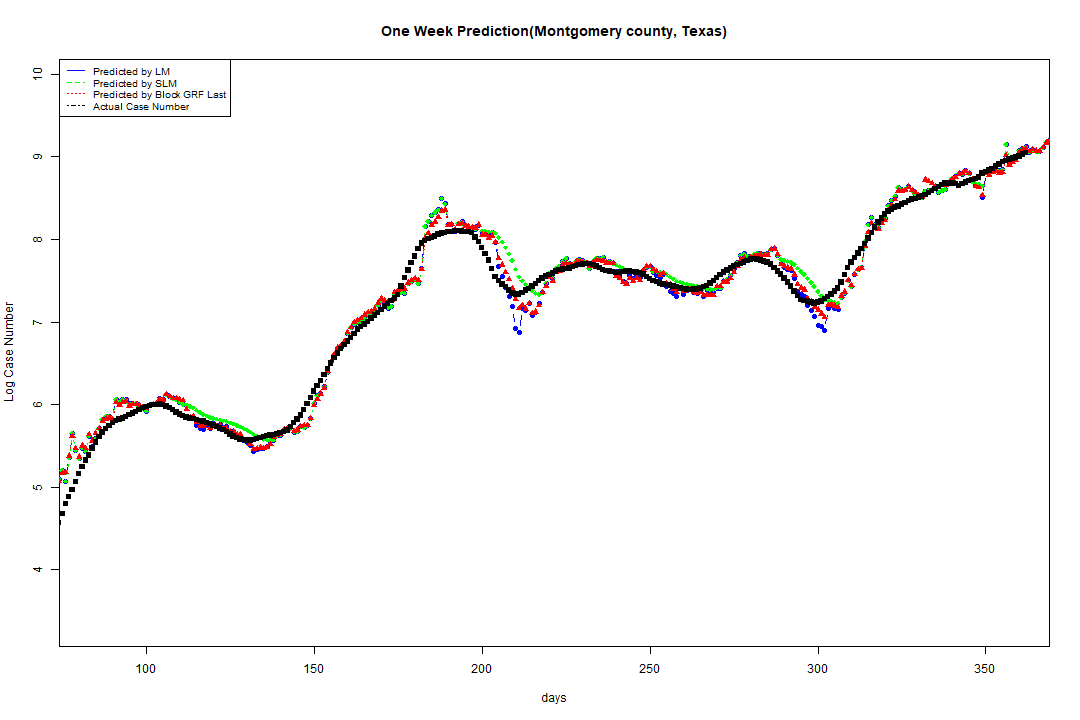 One Week Prediction(Montgomery county, Texas)
Predicted by LM
Predicted by SLM
Predicted by Block GRF Last
Actual Case Number
10
9
8
7
6
5
4
Log Case Number
100 150 200 250 300 350
days